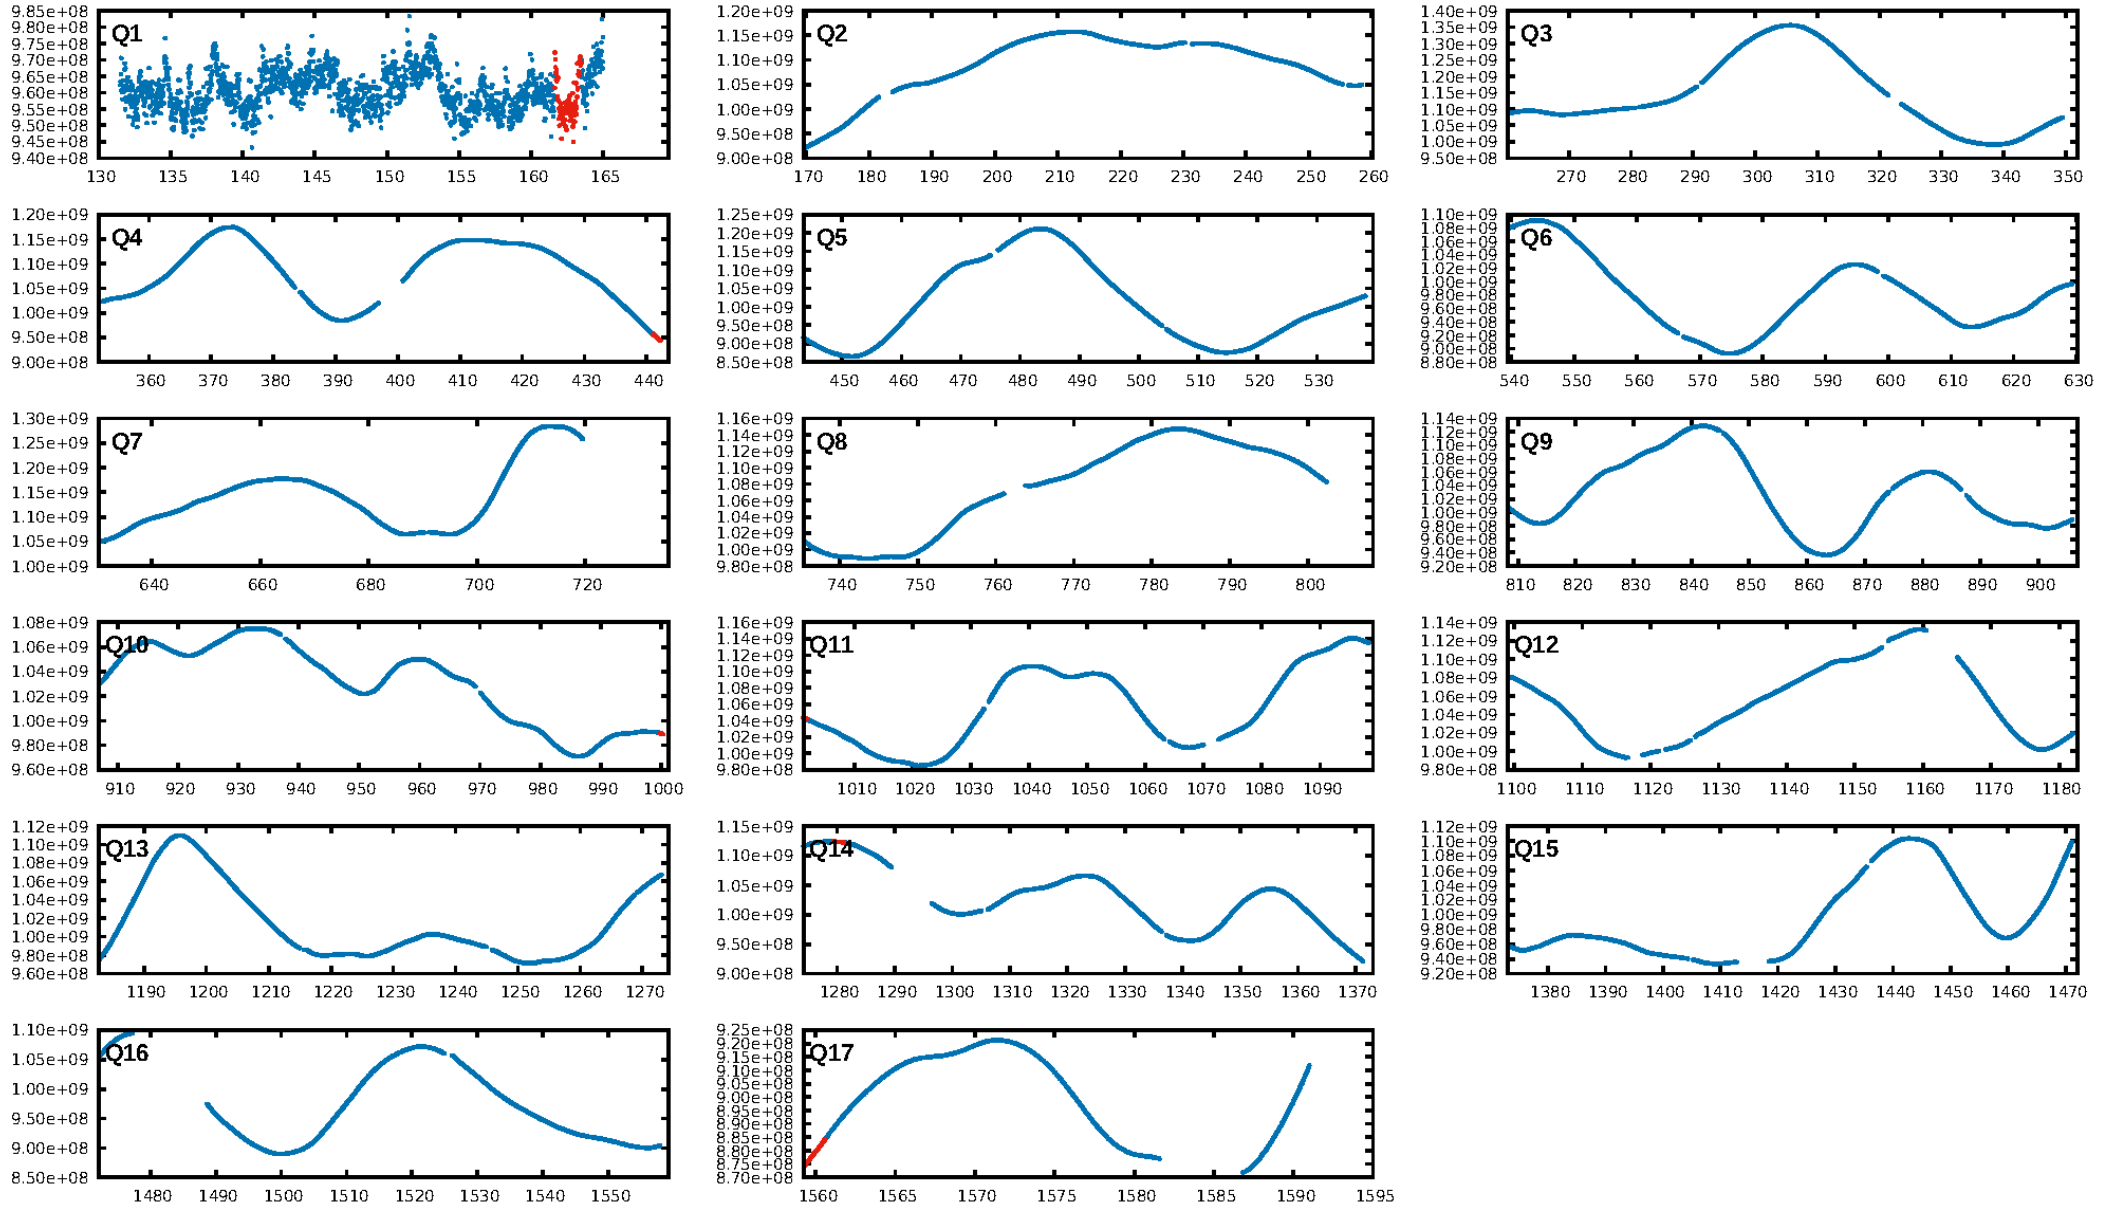 Q1
9.85e+08
9.80e+08
9.75e+08
9.70e+08
9.65e+08
9.60e+08
9.55e+08
9.50e+08
9.45e+08
9.40e+08
130 135 140 145 150 155 160 165
Q2
1.20e+09
1.15e+09
1.10e+09
1.05e+09
1.00e+09
9.50e+08
9.00e+08
170 180 190 200 210 220 230 240 250 260
Q3
1.40e+09
1.35e+09
1.30e+09
1.25e+09
1.20e+09
1.15e+09
1.10e+09
1.05e+09
1.00e+09
9.50e+08
270 280 290 300 310 320 330 340 350
Q4
1.20e+09
1.15e+09
1.10e+09
1.05e+09
1.00e+09
9.50e+08
9.00e+08
360 370 380 390 400 410 420 430 440
Q5
1.25e+09
1.20e+09
1.15e+09
1.10e+09
1.05e+09
1.00e+09
9.50e+08
9.00e+08
8.50e+08
450 460 470 480 490 500 510 520 530
Q6
1.10e+09
1.08e+09
1.06e+09
1.04e+09
1.02e+09
1.00e+09
9.80e+08
9.60e+08
9.40e+08
9.20e+08
9.00e+08
8.80e+08
540 550 560 570 580 590 600 610 620 630
Q7
1.30e+09
1.25e+09
1.20e+09
1.15e+09
1.10e+09
1.05e+09
1.00e+09
640 660 680 700 720
Q8
1.16e+09
1.14e+09
1.12e+09
1.10e+09
1.08e+09
1.06e+09
1.04e+09
1.02e+09
1.00e+09
9.80e+08
740 750 760 770 780 790 800
Q9
1.14e+09
1.12e+09
1.10e+09
1.08e+09
1.06e+09
1.04e+09
1.02e+09
1.00e+09
9.80e+08
9.60e+08
9.40e+08
9.20e+08
810 820 830 840 850 860 870 880 890 900
Q10
1.08e+09
1.06e+09
1.04e+09
1.02e+09
1.00e+09
9.80e+08
9.60e+08
910 920 930 940 950 960 970 980 990 1000
Q11
1.16e+09
1.14e+09
1.12e+09
1.10e+09
1.08e+09
1.06e+09
1.04e+09
1.02e+09
1.00e+09
9.80e+08
1010 1020 1030 1040 1050 1060 1070 1080 1090
Q12
1.14e+09
1.12e+09
1.10e+09
1.08e+09
1.06e+09
1.04e+09
1.02e+09
1.00e+09
9.80e+08
1100 1110 1120 1130 1140 1150 1160 1170 1180
Q13
1.12e+09
1.10e+09
1.08e+09
1.06e+09
1.04e+09
1.02e+09
1.00e+09
9.80e+08
9.60e+08
1190 1200 1210 1220 1230 1240 1250 1260 1270
Q14
1.15e+09
1.10e+09
1.05e+09
1.00e+09
9.50e+08
9.00e+08
1280 1290 1300 1310 1320 1330 1340 1350 1360 1370
Q15
1.12e+09
1.10e+09
1.08e+09
1.06e+09
1.04e+09
1.02e+09
1.00e+09
9.80e+08
9.60e+08
9.40e+08
9.20e+08
1380 1390 1400 1410 1420 1430 1440 1450 1460 1470
Q16
1.10e+09
1.05e+09
1.00e+09
9.50e+08
9.00e+08
8.50e+08
1480 1490 1500 1510 1520 1530 1540 1550
Q17
9.25e+08
9.20e+08
9.15e+08
9.10e+08
9.05e+08
9.00e+08
8.95e+08
8.90e+08
8.85e+08
8.80e+08
8.75e+08
8.70e+08
1560 1565 1570 1575 1580 1585 1590 1595